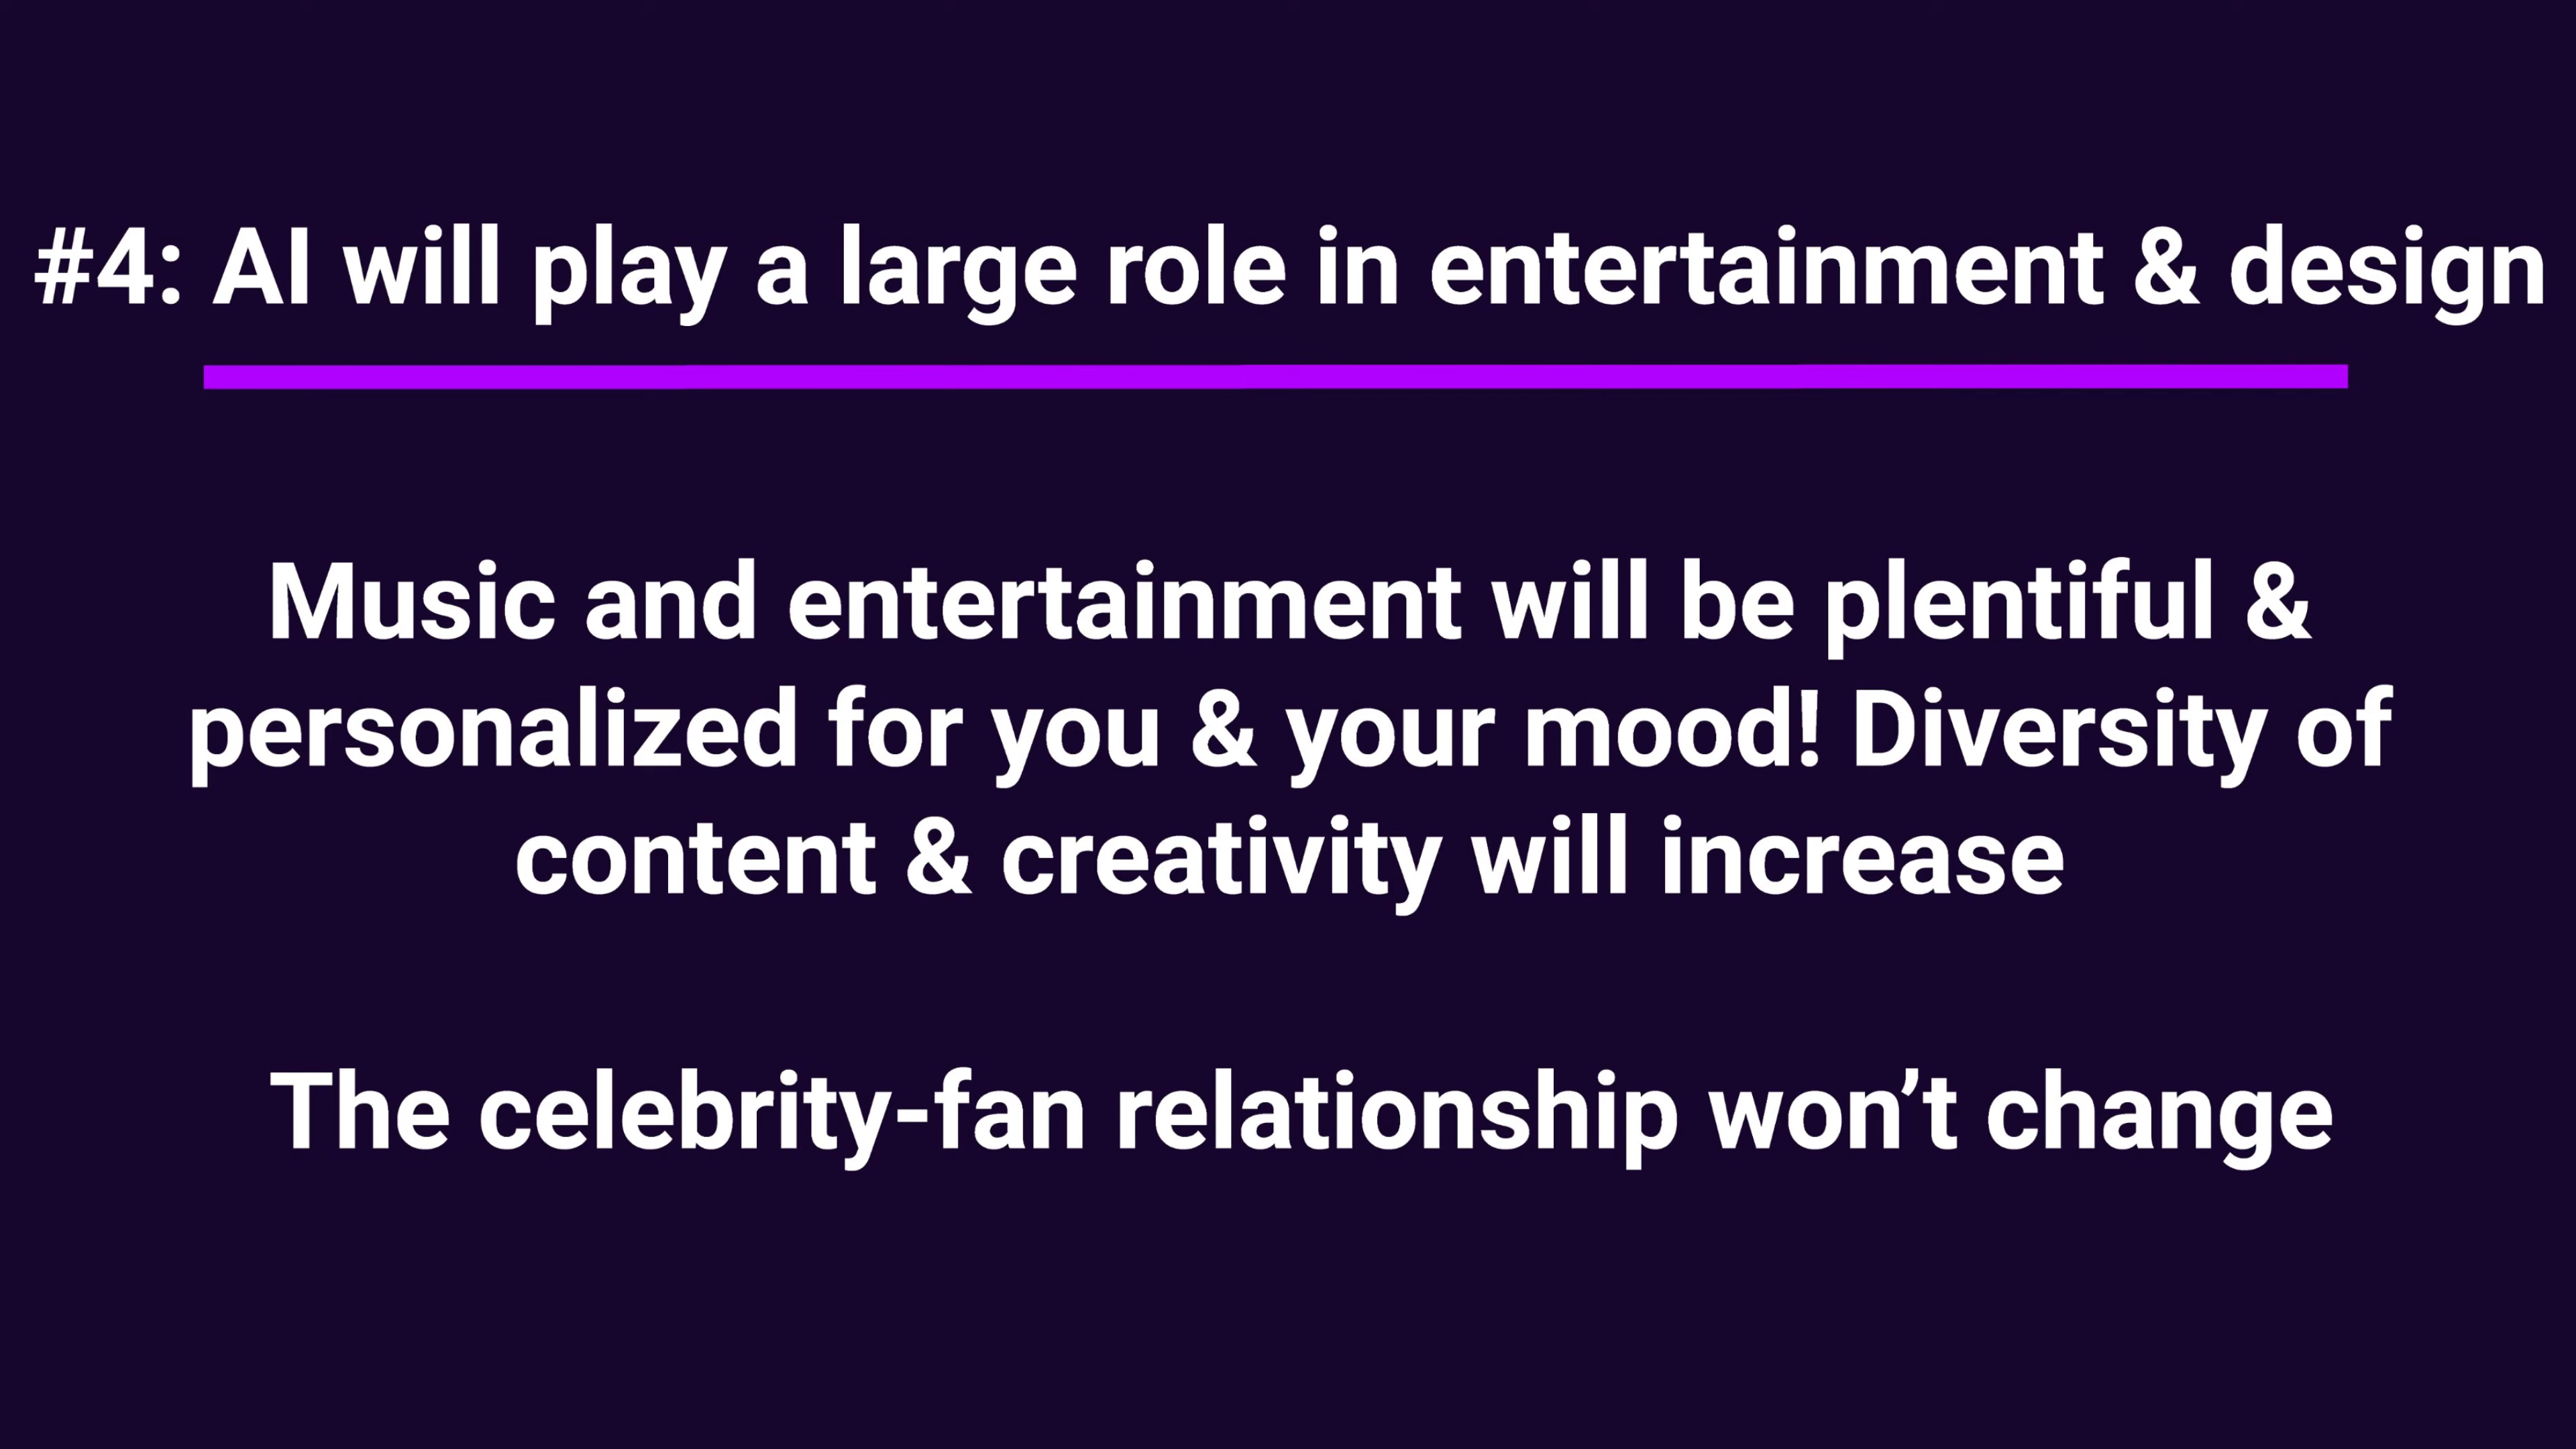 #4: AI will play a large role in entertainment & design
Music and entertainment will be plentiful &
personalized for you & your mood! Diversity of
content & creativity will increase
The celebrity-fan relationship won’t change